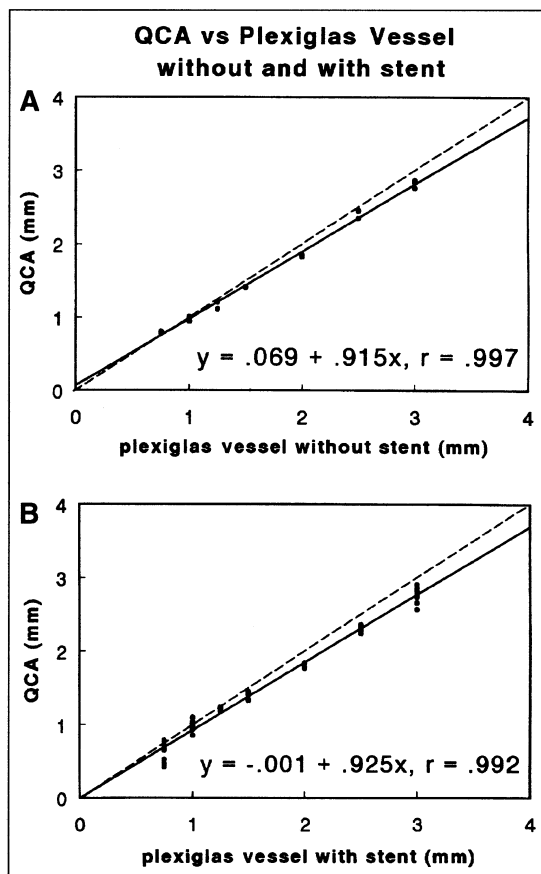 QCA vs Plexiglas Vessel
without and with stent
A
4
3
2
1
0
QCA (mm)
y = .069 + .915x, r = .997
0 1 2 3 4
plexiglas vessel without stent (mm)
B
4
3
2
1
0
QCA (mm)
y = -.001 + .925x, r = .992
0 1 2 3 4
plexiglas vessel with stent (mm)